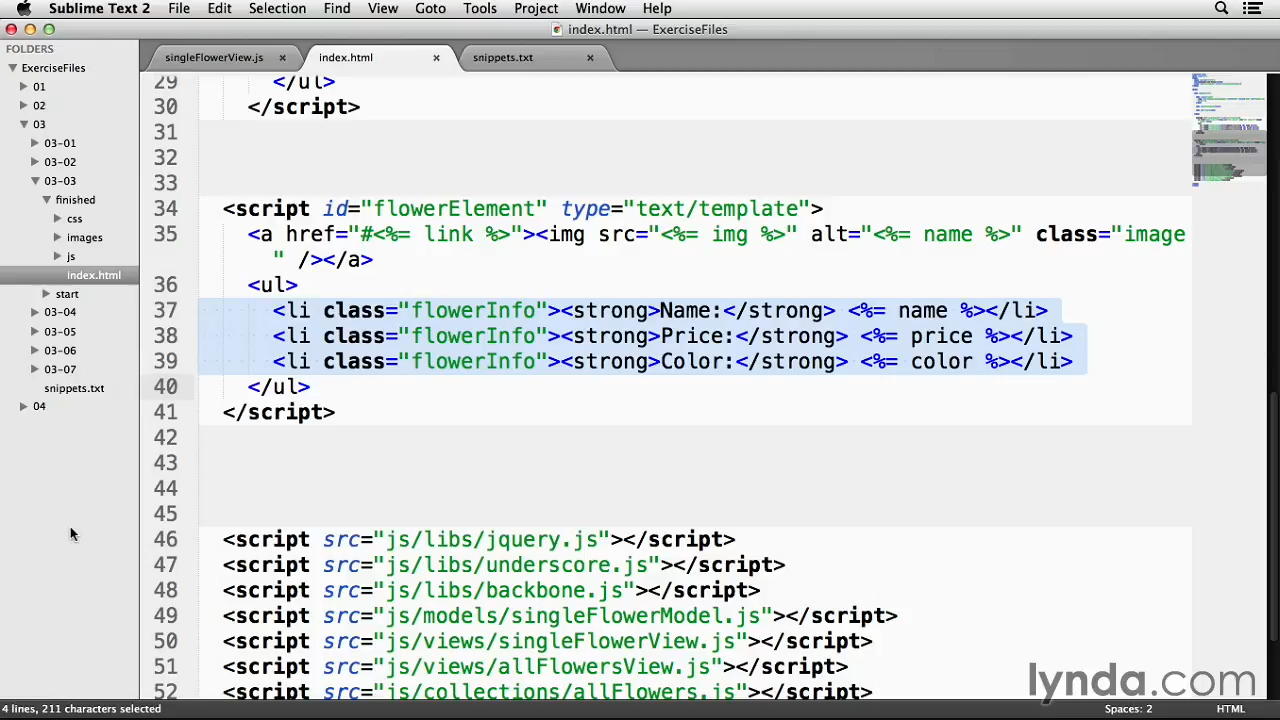 Sublime Text 2 File Edit Selection Find View Goto Tools Project Window Help
index.html — ExerciseFiles
FOLDERS
ExerciseFiles
01
02
03
03-01
03-02
03-03
finished
css
images
js
index.html
start
03-04
03-05
03-06
03-07
snippets.txt
04
singleFlowerView.js × index.html × snippets.txt ×
29 </ul>
30 </script>
31
32
33
34 <script id="flowerElement" type="text/template">
35 <a href="#<%= link %>"><img src="<%= img %>" alt="<%= name %>" class="image
" /></a>
36 <ul>
37 <li class="flowerInfo"><strong>Name:</strong> <%= name %></li>
38 <li class="flowerInfo"><strong>Price:</strong> <%= price %></li>
39 <li class="flowerInfo"><strong>Color:</strong> <%= color %></li>
40 </ul>
41 </script>
42
43
44
45
46 <script src="js/libs/jquery.js"></script>
47 <script src="js/libs/underscore.js"></script>
48 <script src="js/libs/backbone.js"></script>
49 <script src="js/models/singleFlowerModel.js"></script>
50 <script src="js/views/singleFlowerView.js"></script>
51 <script src="js/views/allFlowersView.js"></script>
52 <script src="js/collections/allFlowers.js"></script>
lynda.com
4 lines, 211 characters selected Spaces: 2 HTML